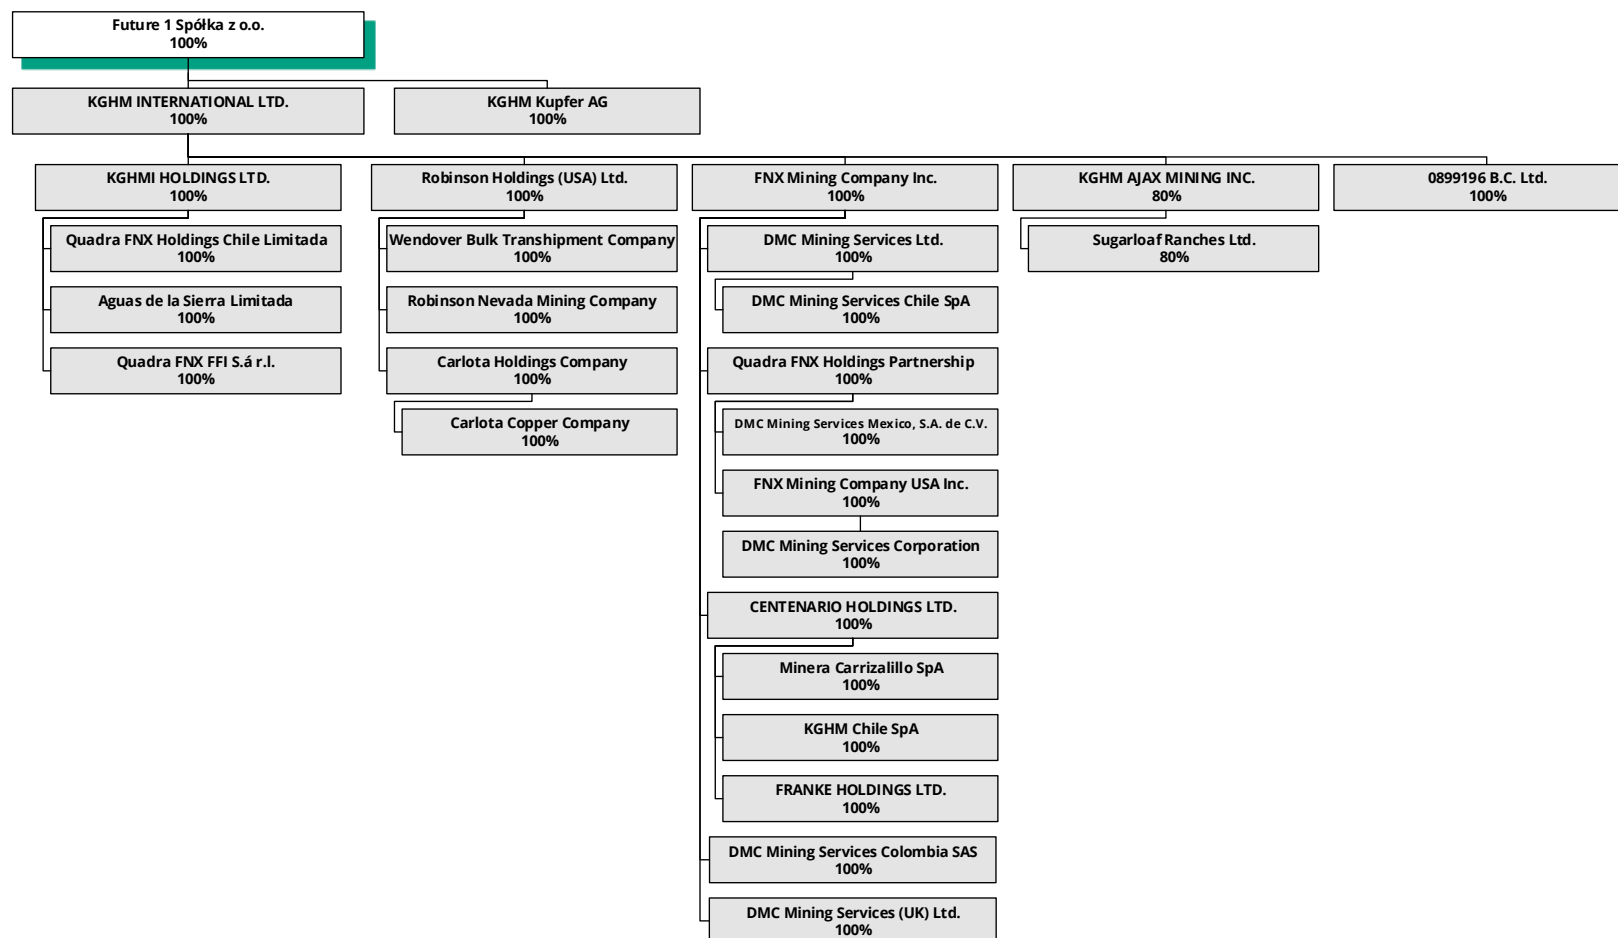 Future 1 Spółka z o.o.
100%
KGHM INTERNATIONAL LTD.
100%
KGHM Kupfer AG
100%
KGHMI HOLDINGS LTD.
100%
Robinson Holdings (USA) Ltd.
100%
FNX Mining Company Inc.
100%
KGHM AJAX MINING INC.
80%
0899196 B.C. Ltd.
100%
Quadra FNX Holdings Chile Limitada
100%
Aguas de la Sierra Limitada
100%
Quadra FNX FFI S.á r.l.
100%
Wendover Bulk Transhipment Company
100%
Robinson Nevada Mining Company
100%
Carlota Holdings Company
100%
Carlota Copper Company
100%
DMC Mining Services Ltd.
100%
DMC Mining Services Chile SpA
100%
Quadra FNX Holdings Partnership
100%
DMC Mining Services Mexico, S.A. de C.V.
100%
FNX Mining Company USA Inc.
100%
DMC Mining Services Corporation
100%
CENTENARIO HOLDINGS LTD.
100%
Minera Carrizalillo SpA
100%
KGHM Chile SpA
100%
FRANKE HOLDINGS LTD.
100%
DMC Mining Services Colombia SAS
100%
DMC Mining Services (UK) Ltd.
100%
Sugarloaf Ranches Ltd.
80%